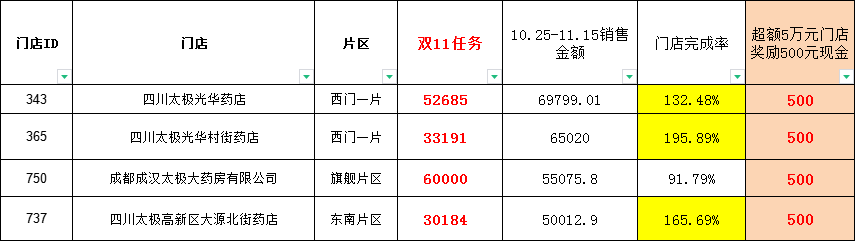 门店ID 门店 片区 双11任务 10.25-11.15销售金额 门店完成率 超额5万元门店奖励500元现金
343 四川太极光华药店 西门一片 52685 69799.01 132.48% 500
365 四川太极光华村街药店 西门一片 33191 65020 195.89% 500
750 成都成汉太极大药房有限公司 旗舰片区 60000 55075.8 91.79% 500
737 四川太极高新区大源北街药店 东南片区 30184 50012.9 165.69% 500